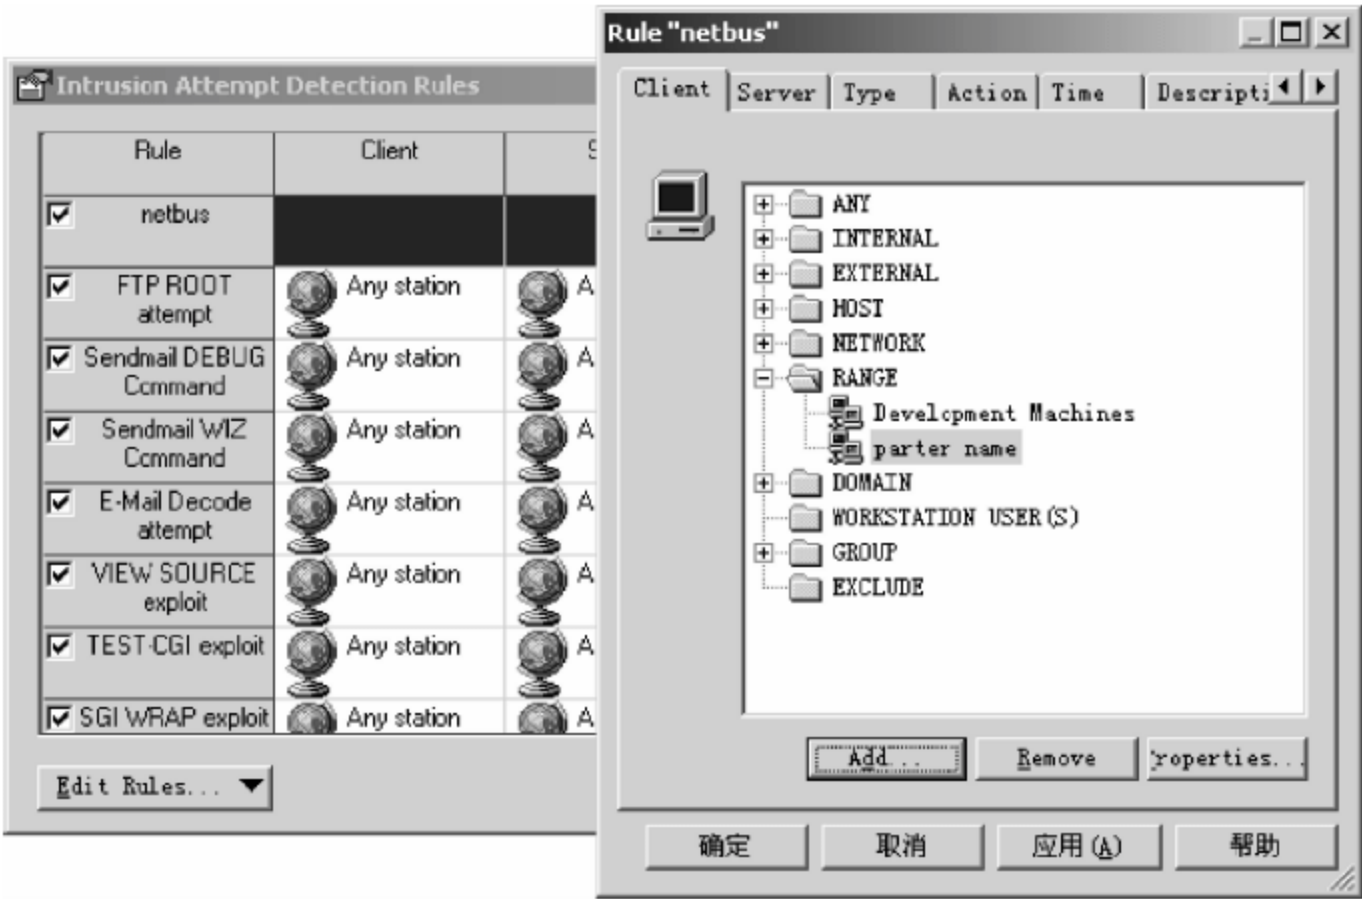 Intrusion Attempt Detection Rules
Rule Client
netbus
FTP ROOT Any station
attempt
Sendmail DEBUG Any station
Command
Sendmail WIZ Any station
Command
E-Mail Decode Any station
attempt
VIEW SOURCE Any station
exploit
TEST-CGI exploit Any station
SGI WRAP exploit Any station
Edit Rules...
Rule "netbus"
Client Server Type Action Time Descripti
ANY
INTERNAL
EXTERNAL
HOST
NETWORK
RANGE
Development Machines
parter name
DOMAIN
WORKSTATION USER(S)
GROUP
EXCLUDE
Add... Remove roperties...
确定 取消 应用(A) 帮助